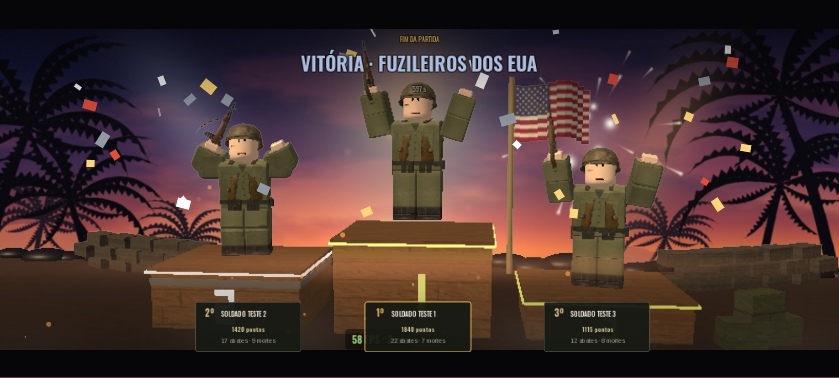 FIM DA PARTIDA
VITÓRIA · FUZILEIROS DOS EUA
2º SOLDADO TESTE 2
1420 pontos
17 abates · 9 mortes
1º SOLDADO TESTE 1
1840 pontos
22 abates · 7 mortes
3º SOLDADO TESTE 3
1115 pontos
12 abates · 8 mortes
58